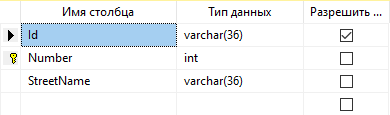 Имя столбца Тип данных Разрешить ...
Id varchar(36)
Number int
StreetName varchar(36)